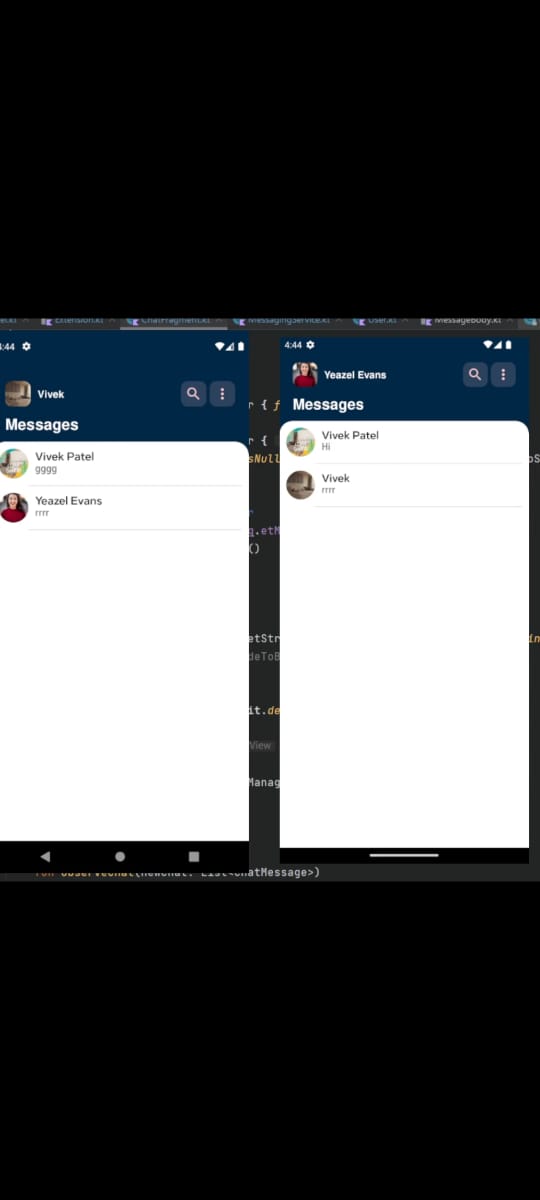 Extension.kt
ChatFragment.kt
MessagingService.kt
User.kt
MessageBody.kt
4:44
Vivek
Messages
Vivek Patel
gggg
Yeazel Evans
rrrr
r { f
r {
sNull
g.etM
()
etStr
deToB
it.de
View
Manag
4:44
Yeazel Evans
Messages
Vivek Patel
Hi
Vivek
rrrr
oS
in
fun observeChat(newChat: List<ChatMessage>)